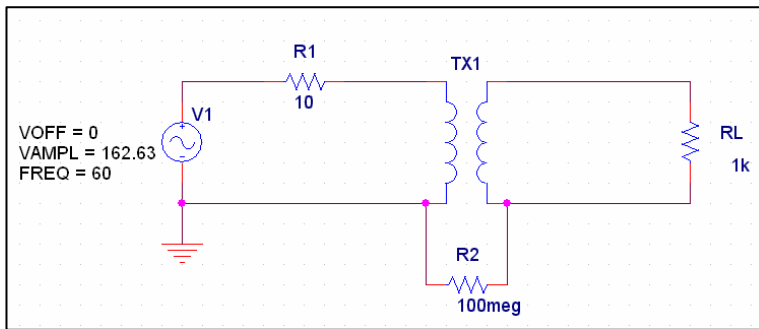 R1
10
TX1
V1
VOFF = 0
VAMPL = 162.63
FREQ = 60
RL
1k
R2
100meg